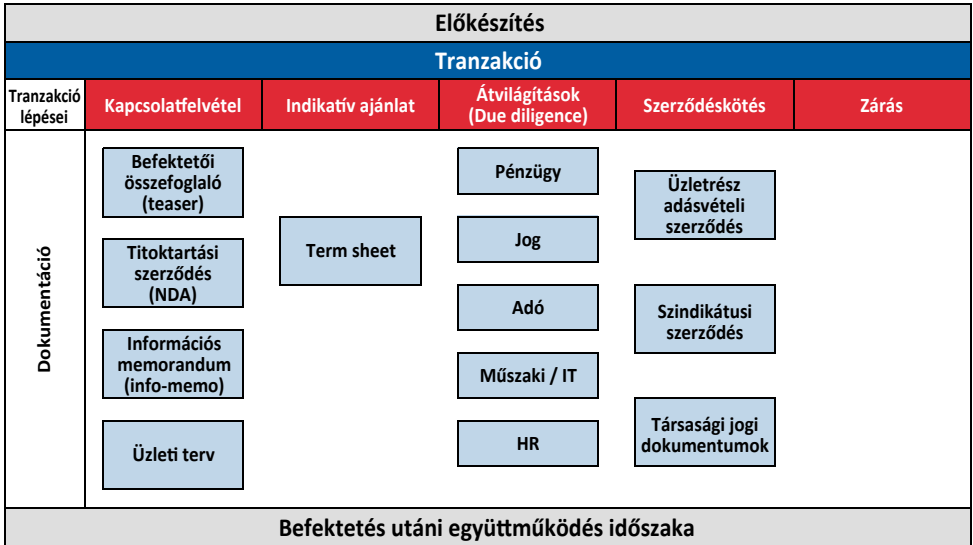 Előkészítés
Tranzakció
Tranzakció
lépései
Kapcsolatfelvétel
Indikatív ajánlat
Átvilágítások
(Due diligence)
Szerződéskötés
Zárás
Dokumentáció
Befektetői
összefoglaló
(teaser)
Titoktartási
szerződés
(NDA)
Információs
memorandum
(info-memo)
Üzleti terv
Term sheet
Pénzügy
Jog
Adó
Műszaki / IT
HR
Üzletrész
adásvételi
szerződés
Szindikátusi
szerződés
Társasági jogi
dokumentumok
Befektetés utáni együttműködés időszaka